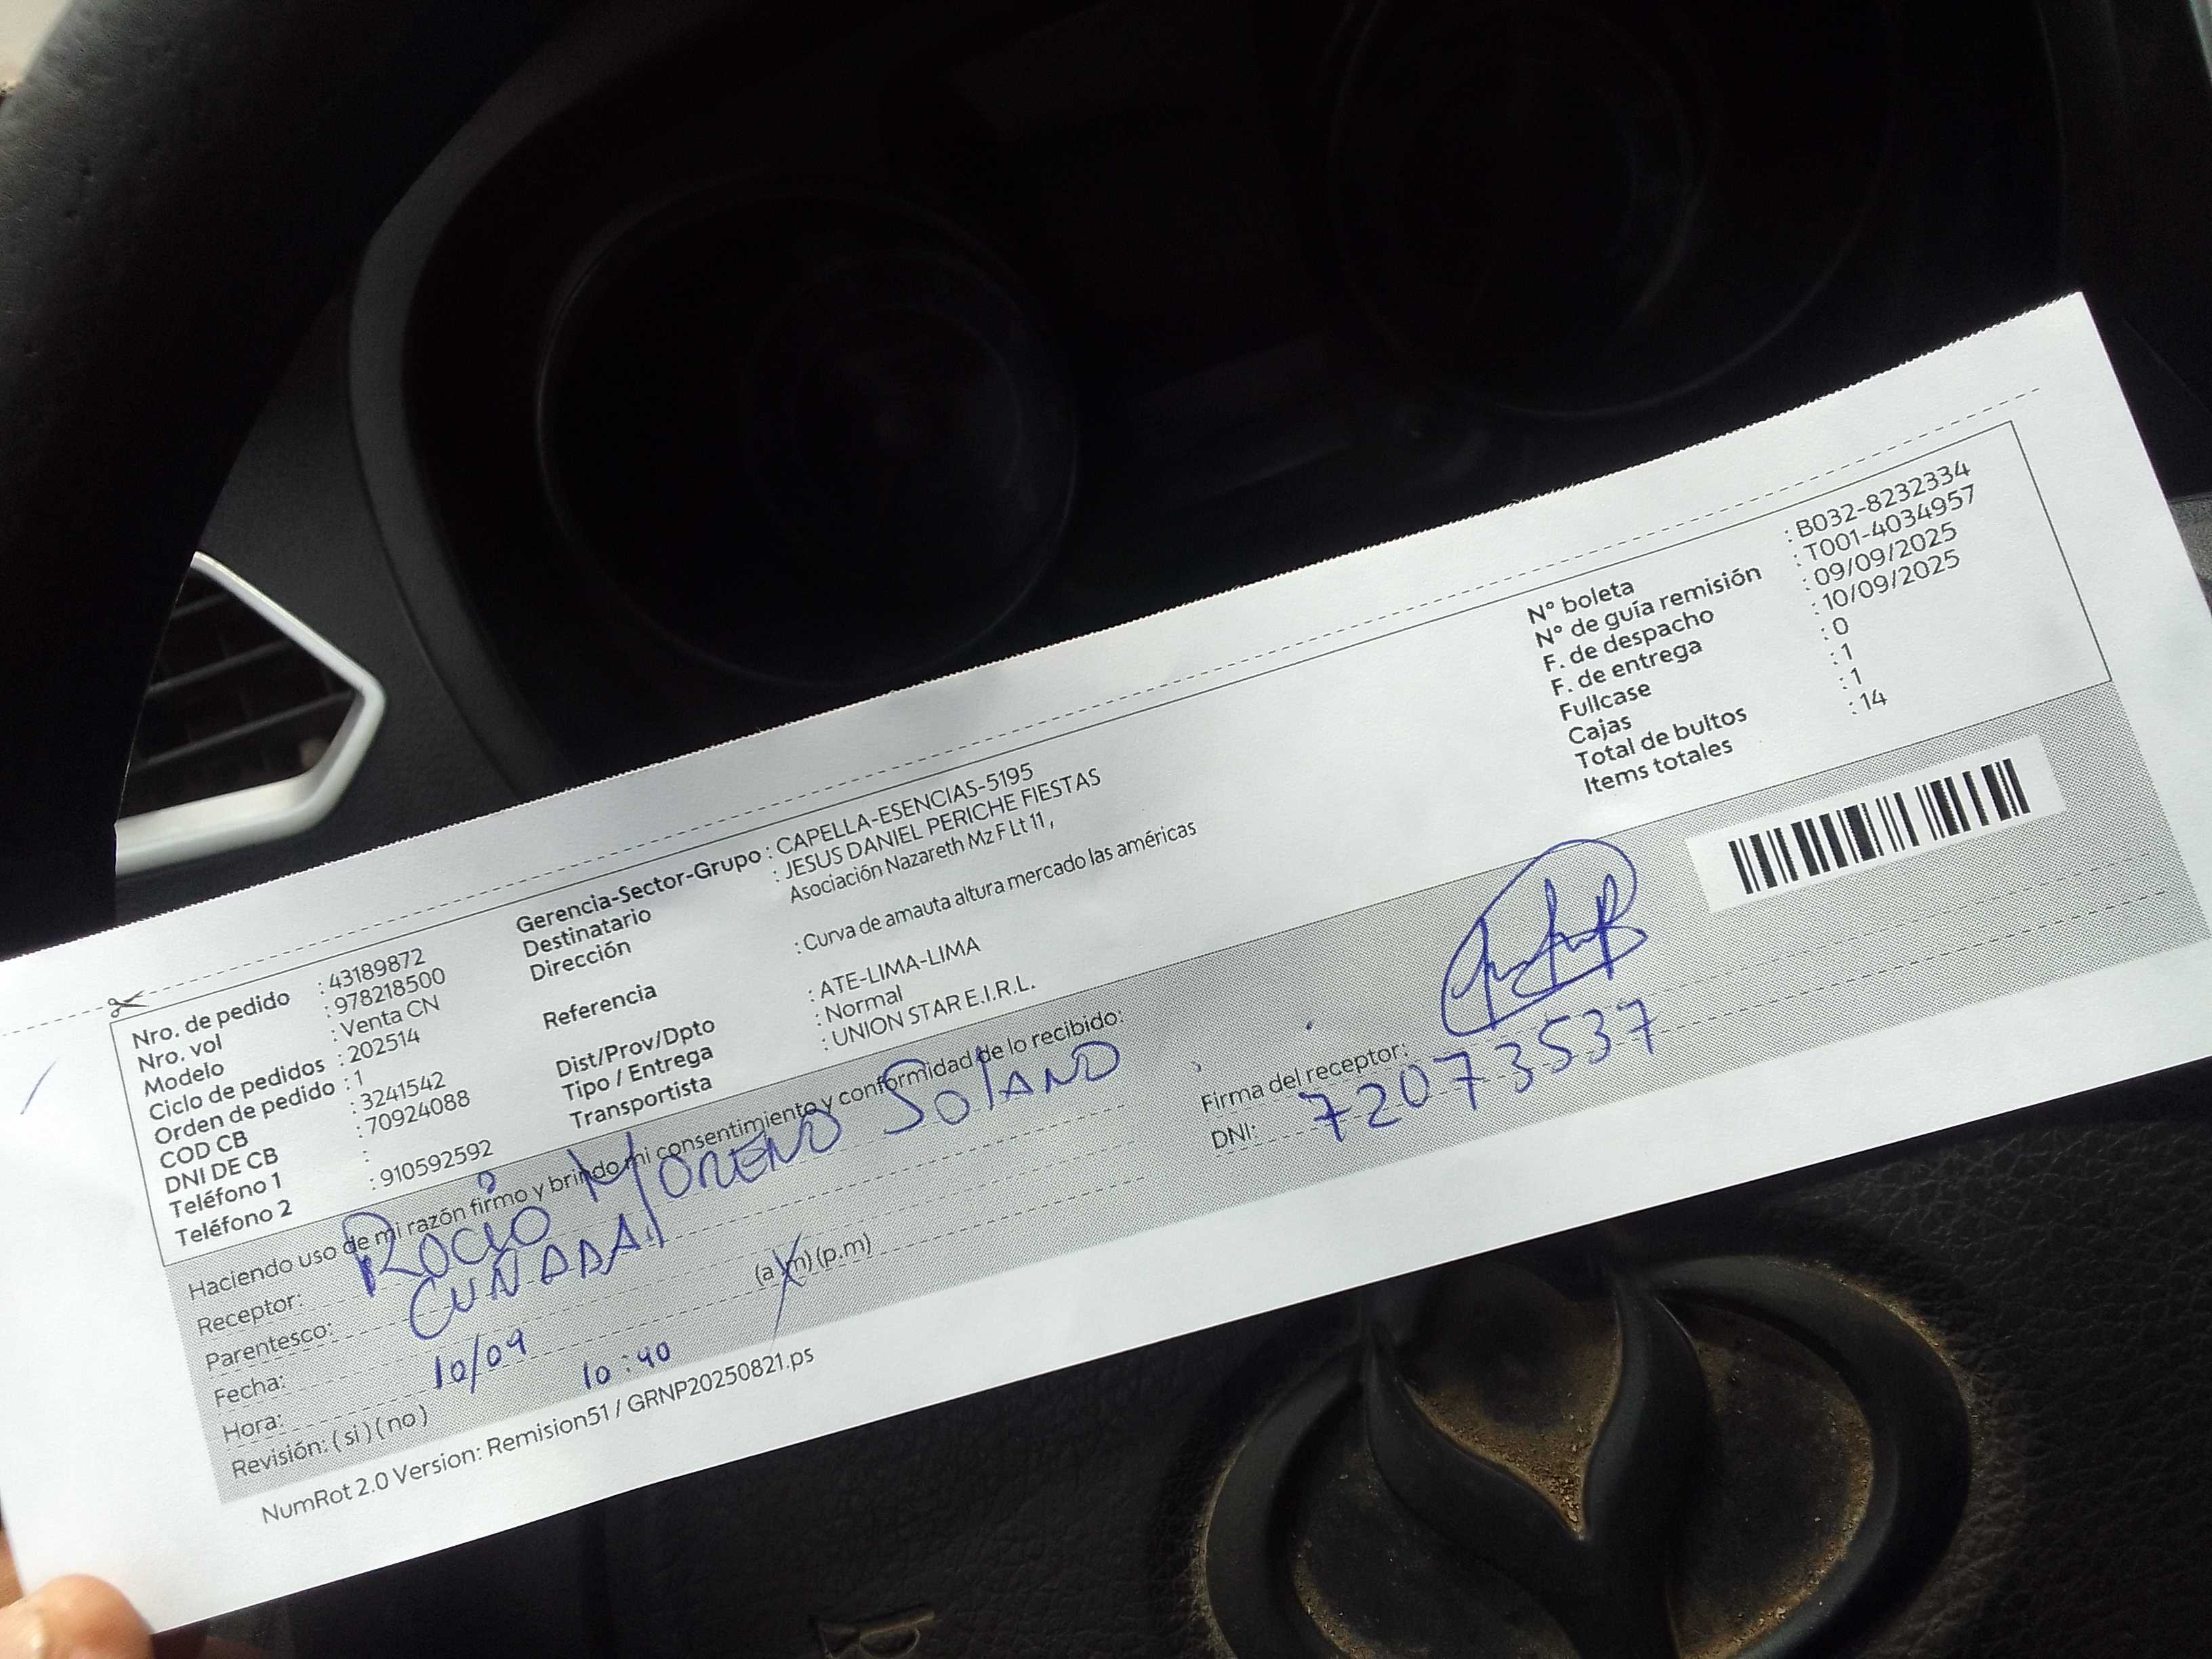 Nro. de pedido : 43189872
Nro. vol : 978218500
Modelo : Venta CN
Ciclo de pedidos : 202514
Orden de pedido : 1
COD CB : 3241542
DNI DE CB : 70924088
Teléfono 1 :
Teléfono 2 : 910592592
Gerencia-Sector-Grupo : CAPELLA-ESENCIAS-5195
Destinatario : JESUS DANIEL PERICHE FIESTAS
Dirección Asociación Nazareth Mz F Lt 11 ,
Referencia : Curva de amauta altura mercado las américas
Dist/Prov/Dpto : ATE-LIMA-LIMA
Tipo / Entrega : Normal
Transportista : UNION STAR E.I.R.L.
N° boleta : B032-8232334
N° de guía remisión : T001-4034957
F. de despacho : 09/09/2025
F. de entrega : 10/09/2025
Fullcase : 0
Cajas : 1
Total de bultos : 1
Items totales : 14
Haciendo uso de mi razón firmo y brindo mi consentimiento y conformidad de lo recibido:
Receptor: ROCIO MORENO SOLANO
Parentesco: CUÑADA
Fecha: 10/09
Hora: 10:40 (a.m) (p.m)
Revisión: ( si ) ( no )
Firma del receptor:
DNI: 72073537
NumRot 2.0 Version: Remision51 / GRNP20250821.ps